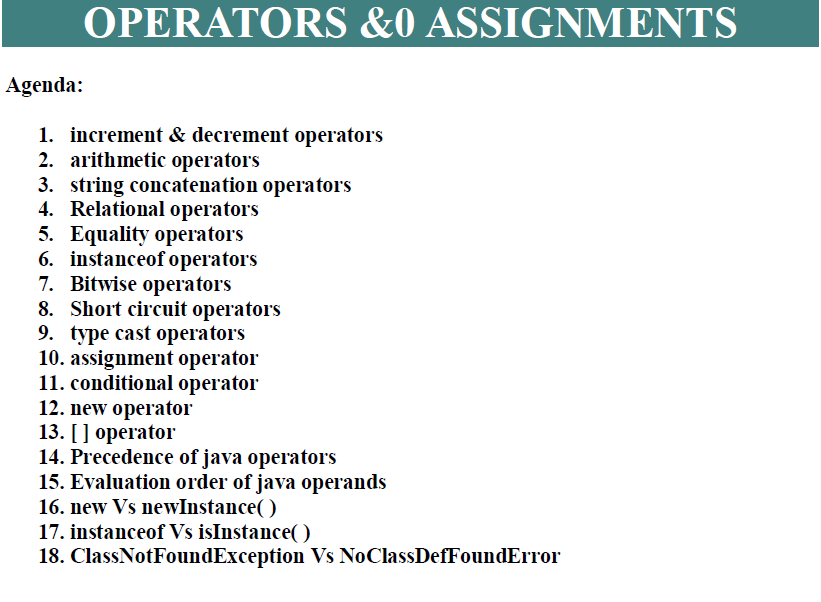 OPERATORS &0 ASSIGNMENTS
Agenda:
1. increment & decrement operators
2. arithmetic operators
3. string concatenation operators
4. Relational operators
5. Equality operators
6. instanceof operators
7. Bitwise operators
8. Short circuit operators
9. type cast operators
10. assignment operator
11. conditional operator
12. new operator
13. [ ] operator
14. Precedence of java operators
15. Evaluation order of java operands
16. new Vs newInstance( )
17. instanceof Vs isInstance( )
18. ClassNotFoundException Vs NoClassDefFoundError